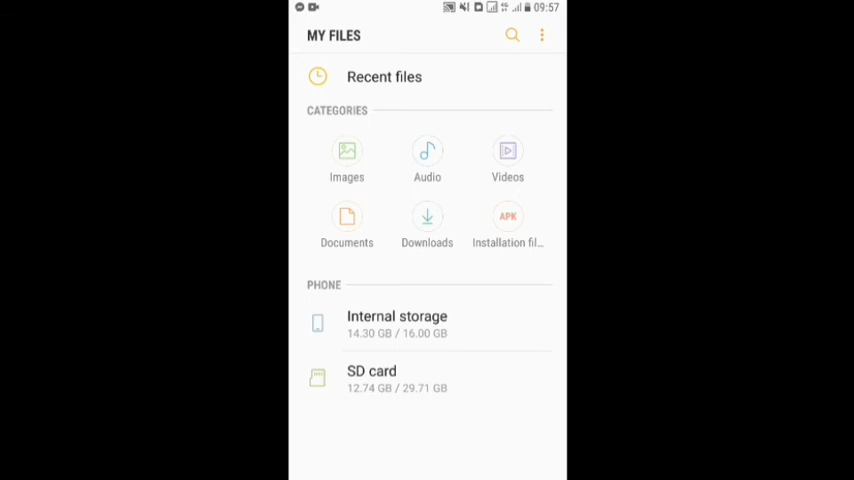 09:57
MY FILES
Recent files
CATEGORIES
Images Audio Videos
APK
Documents Downloads Installation fil...
PHONE
Internal storage
14.30 GB / 16.00 GB
SD card
12.74 GB / 29.71 GB